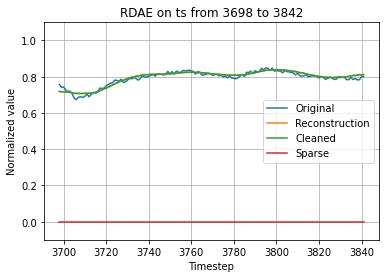 RDAE on ts from 3698 to 3842
Normalized value
1.0
0.8
0.6
0.4
0.2
0.0
Original
Reconstruction
Cleaned
Sparse
3700 3720 3740 3760 3780 3800 3820 3840
Timestep